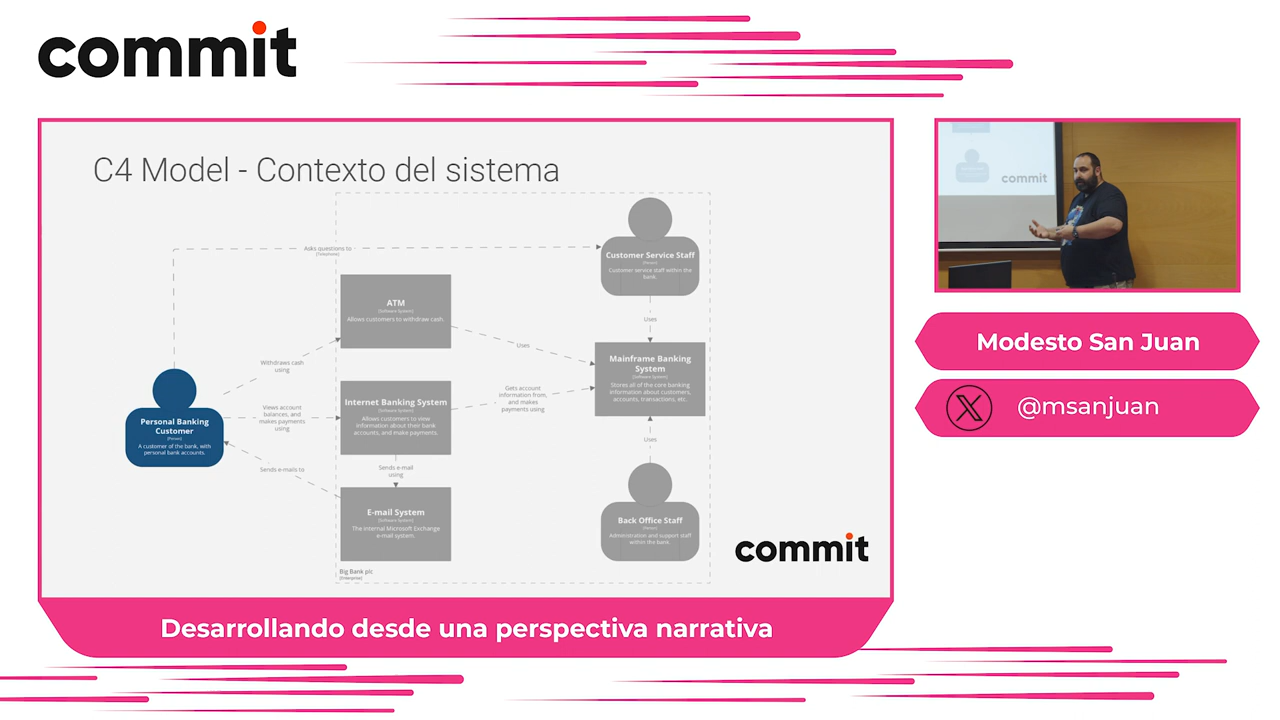 commit
C4 Model - Contexto del sistema
Asks questions to
[Telephone]
Customer Service Staff
[Person]
Customer service staff within the
bank.
ATM
[Software System]
Allows customers to withdraw cash.
Uses
Uses
Withdraws cash
using
Mainframe Banking
System
[Software System]
Stores all of the core banking
information about customers,
accounts, transactions, etc.
Internet Banking System
[Software System]
Allows customers to view
information about their bank
accounts, and make payments.
Gets account
information from,
and makes
payments using
Views account
balances, and
makes payments
using
Personal Banking
Customer
[Person]
A customer of the bank, with
personal bank accounts
Uses
Sends e-mails to
Sends e-mail
using
E-mail System
[Software System]
The internal Microsoft Exchange
e-mail system.
Back Office Staff
[Person]
Administration and support staff
within the bank.
Big Bank plc
[Enterprise]
commit
commit
Modesto San Juan
@msanjuan
Desarrollando desde una perspectiva narrativa